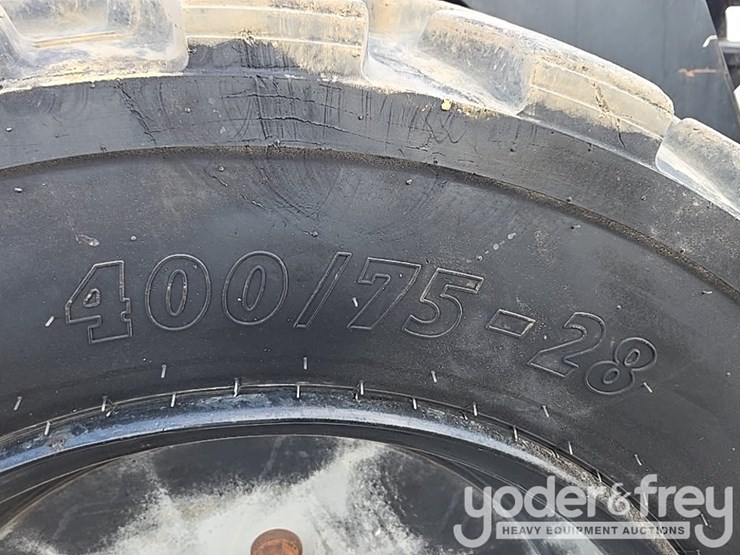 400/75-28
yoder&frey
HEAVY EQUIPMENT AUCTIONS